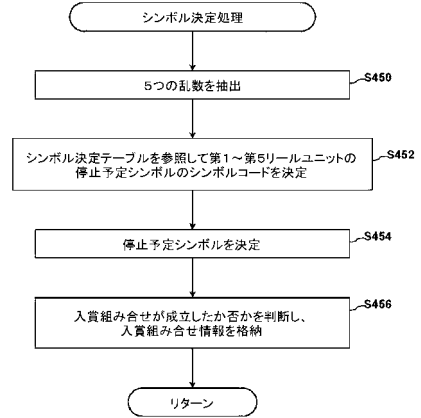 シンボル決定処理
S450
5つの乱数を抽出
S452
シンボル決定テーブルを参照して第1～第5リールユニットの
停止予定シンボルのシンボルコードを決定
S454
停止予定シンボルを決定
S456
入賞組み合せが成立したか否かを判断し、
入賞組み合せ情報を格納
リターン